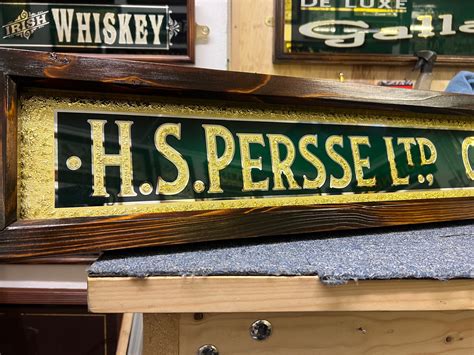 IRISH WHISKEY
DE LUXE
·H.S. PERSSE LTD.,